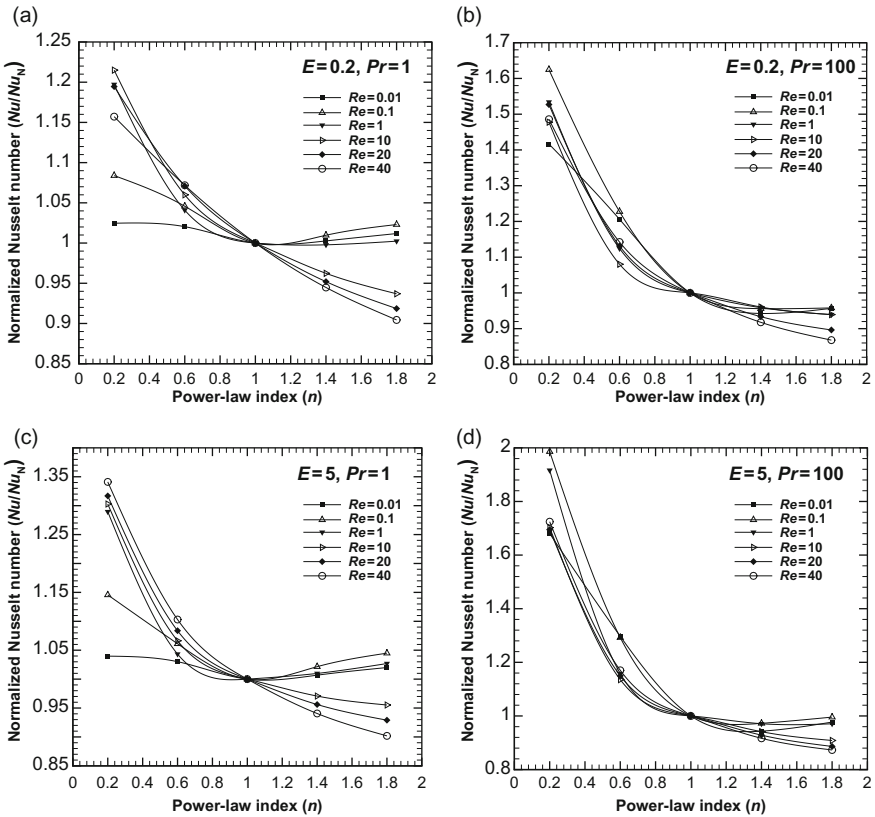 (a)
Normalized Nusselt number (Nu/Nu_N)
1.25
1.2
1.15
1.1
1.05
1
0.95
0.9
0.85
E=0.2, Pr=1
Re=0.01
Re=0.1
Re=1
Re=10
Re=20
Re=40
0 0.2 0.4 0.6 0.8 1 1.2 1.4 1.6 1.8 2
Power-law index (n)
(b)
Normalized Nusselt number (Nu/Nu_N)
1.7
1.6
1.5
1.4
1.3
1.2
1.1
1
0.9
0.8
E=0.2, Pr=100
Re=0.01
Re=0.1
Re=1
Re=10
Re=20
Re=40
0 0.2 0.4 0.6 0.8 1 1.2 1.4 1.6 1.8 2
Power-law index (n)
(c)
Normalized Nusselt number (Nu/Nu_N)
1.35
1.25
1.15
1.05
0.95
0.85
E=5, Pr=1
Re=0.01
Re=0.1
Re=1
Re=10
Re=20
Re=40
0 0.2 0.4 0.6 0.8 1 1.2 1.4 1.6 1.8 2
Power-law index (n)
(d)
Normalized Nusselt number (Nu/Nu_N)
2
1.8
1.6
1.4
1.2
1
0.8
E=5, Pr=100
Re=0.01
Re=0.1
Re=1
Re=10
Re=20
Re=40
0 0.2 0.4 0.6 0.8 1 1.2 1.4 1.6 1.8 2
Power-law index (n)